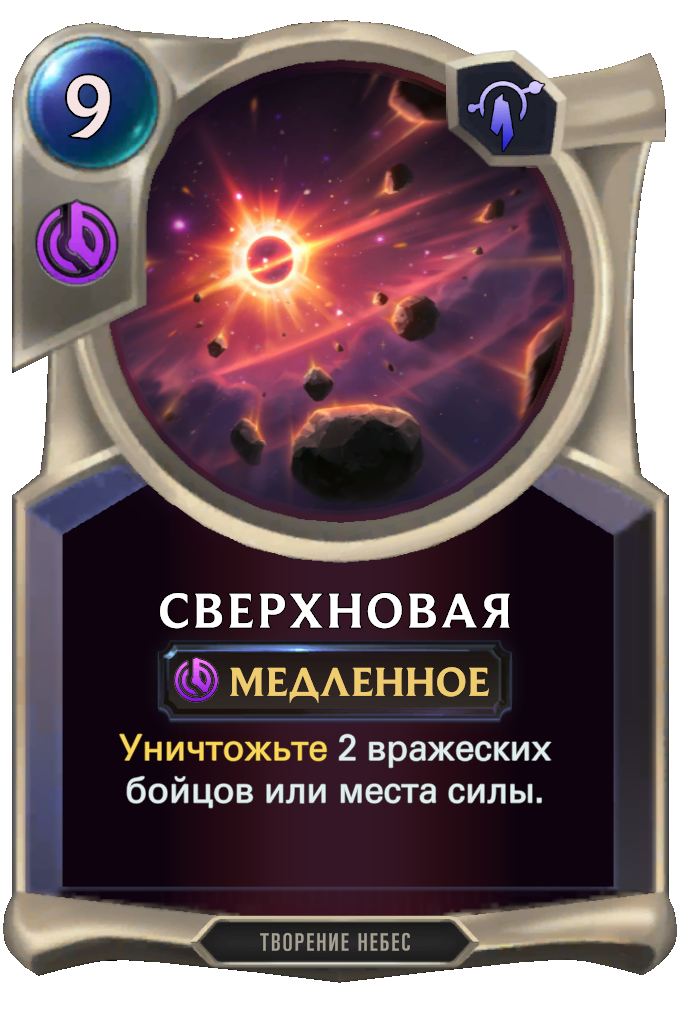 9
СВЕРХНОВАЯ
МЕДЛЕННОЕ
Уничтожьте 2 вражеских
бойцов или места силы.
ТВОРЕНИЕ НЕБЕС